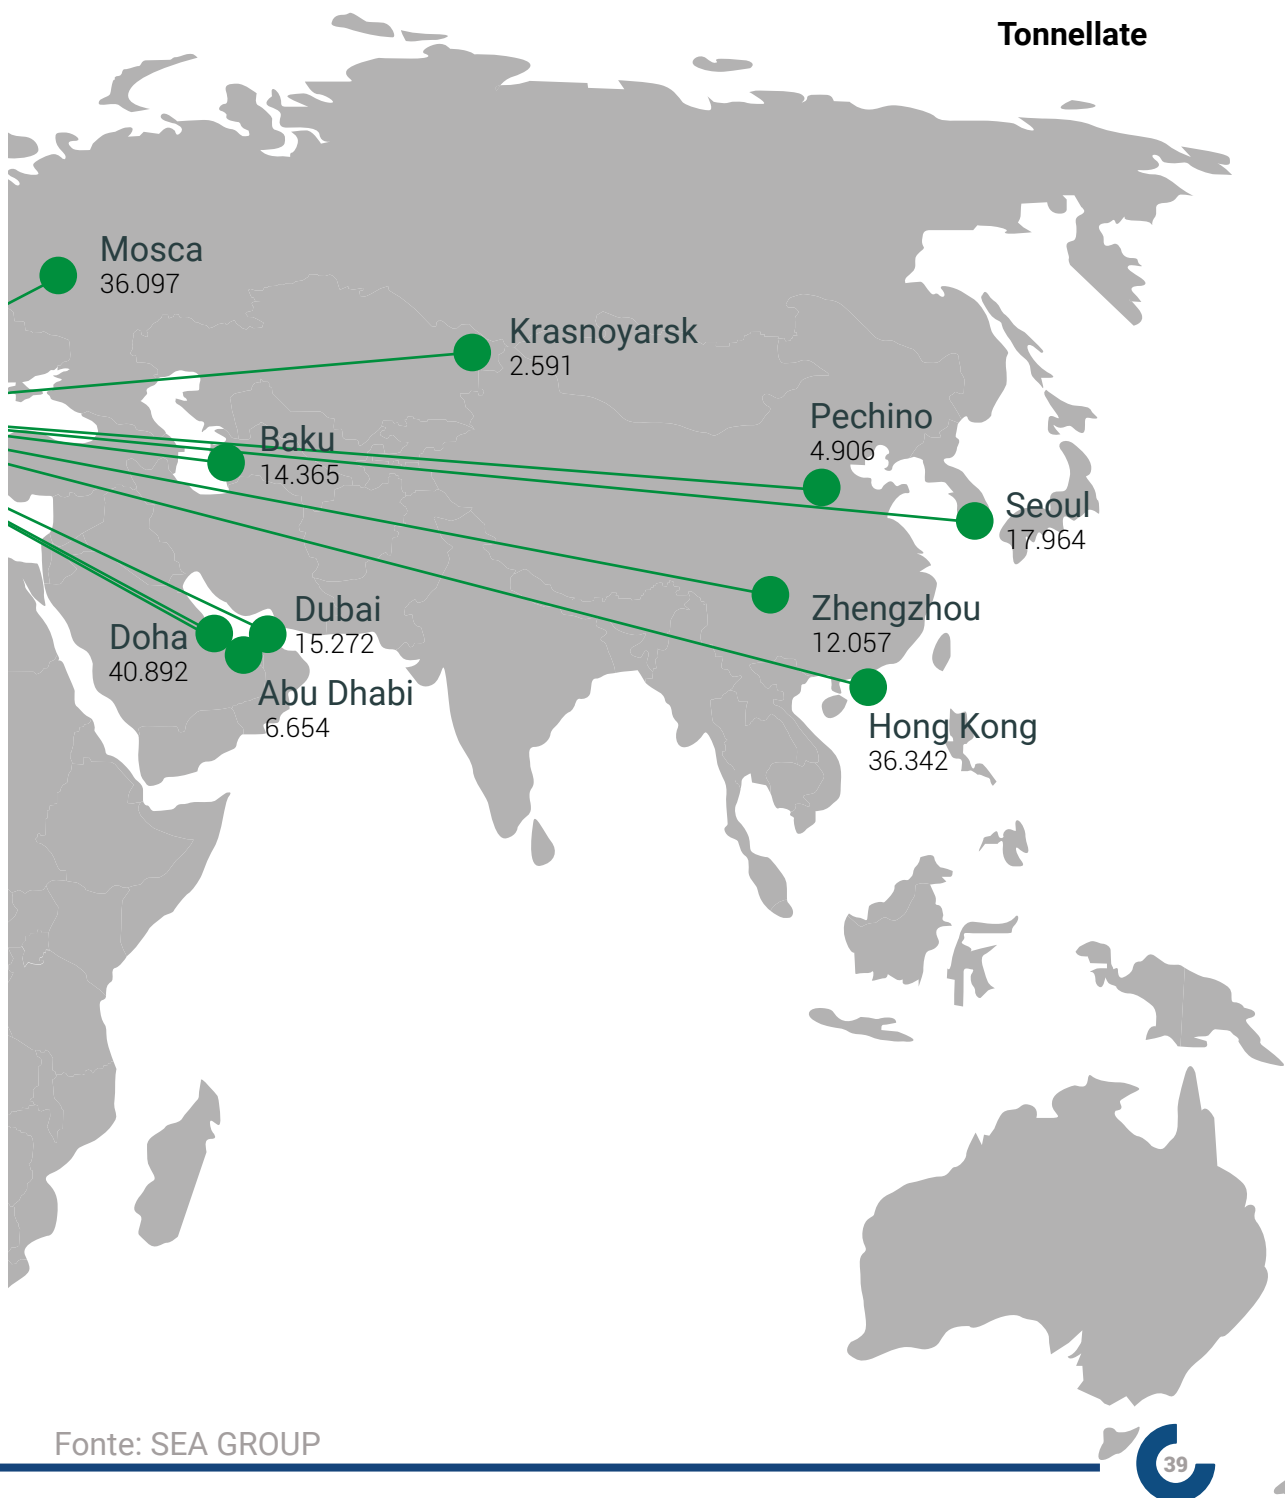 Tonnellate
Mosca
36.097
Krasnoyarsk
2.591
Pechino
4.906
Baku
14.365
Seoul
17.964
Dubai
15.272
Zhengzhou
12.057
Doha
40.892
Abu Dhabi
6.654
Hong Kong
36.342
Fonte: SEA GROUP
39